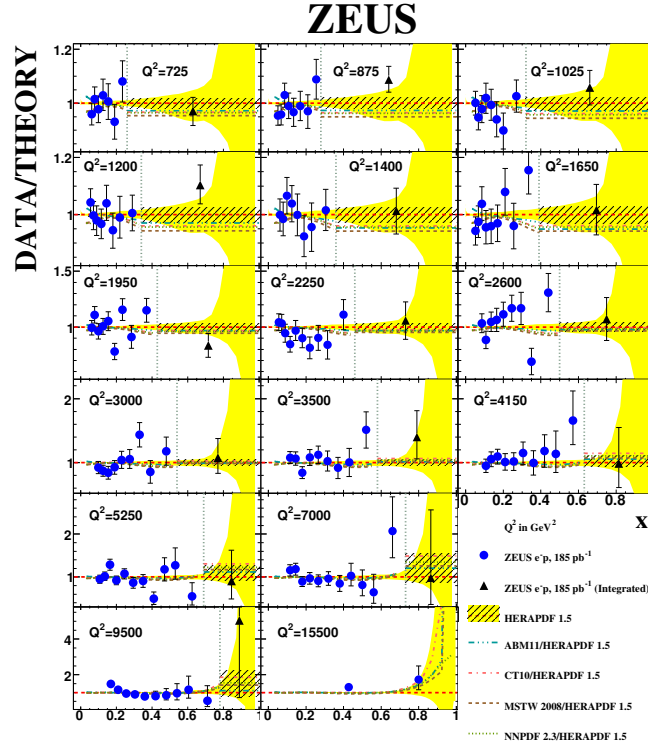 ZEUS
DATA/THEORY
1.2
1
Q²=725
Q²=875
Q²=1025
1.2
1
Q²=1200
Q²=1400
Q²=1650
1.5
1
Q²=1950
Q²=2250
Q²=2600
2
1
Q²=3000
Q²=3500
Q²=4150
0 0.2 0.4 0.6 0.8
x
2
1
Q²=5250
Q²=7000
Q² in GeV²
ZEUS e⁻p, 185 pb⁻¹
ZEUS e⁻p, 185 pb⁻¹ (Integrated)
HERAPDF 1.5
4
2
Q²=9500
Q²=15500
ABM11/HERAPDF 1.5
CT10/HERAPDF 1.5
MSTW 2008/HERAPDF 1.5
NNPDF 2.3/HERAPDF 1.5
0 0.2 0.4 0.6 0.8 0 0.2 0.4 0.6 0.8 1